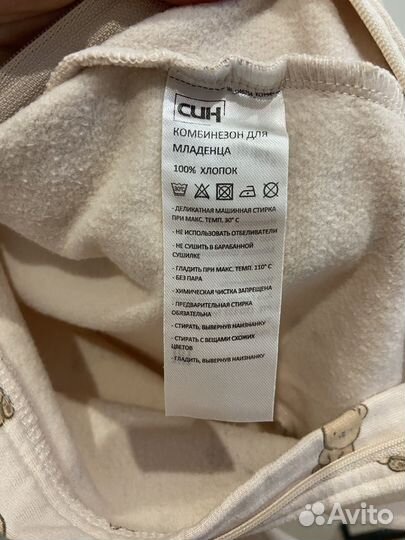 СИН
КОМБИНЕЗОН ДЛЯ
МЛАДЕНЦА
100% ХЛОПОК
30°
- ДЕЛИКАТНАЯ МАШИННАЯ СТИРКА
ПРИ МАКС. ТЕМП. 30° С
- НЕ ИСПОЛЬЗОВАТЬ ОТБЕЛИВАТЕЛИ
- НЕ СУШИТЬ В БАРАБАННОЙ
СУШИЛКЕ
- ГЛАДИТЬ ПРИ МАКС. ТЕМП. 110° С
- БЕЗ ПАРА
- ХИМИЧЕСКАЯ ЧИСТКА ЗАПРЕЩЕНА
- ПРЕДВАРИТЕЛЬНАЯ СТИРКА
ОБЯЗАТЕЛЬНА
- СТИРАТЬ, ВЫВЕРНУВ НАИЗНАНКУ
- СТИРАТЬ С ВЕЩАМИ СХОЖИХ
ЦВЕТОВ
- ГЛАДИТЬ, ВЫВЕРНУВ НАИЗНАНКУ
Avito